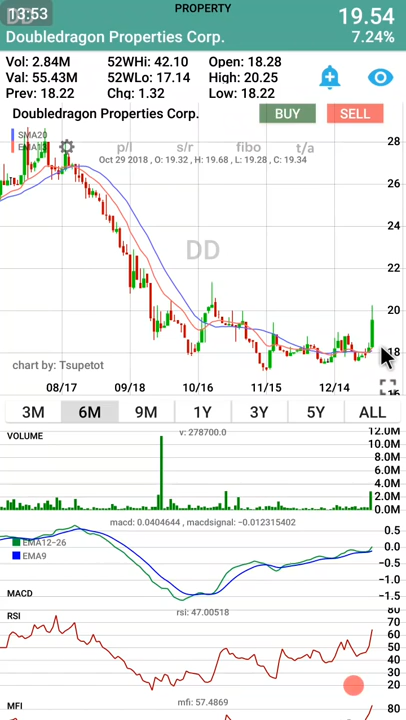 13:53
DD
PROPERTY
19.54
Doubledragon Properties Corp.
7.24%
Vol: 2.84M 52WHi: 42.10 Open: 18.28
Val: 55.43M 52WLo: 17.14 High: 20.25
Prev: 18.22 Chg: 1.32 Low: 18.22
Doubledragon Properties Corp.
BUY SELL
SMA20
p/l s/r fibo t/a
Oct 29 2018 , O: 19.32 , H: 19.68 , L: 19.28 , C: 19.34
28
26
24
22
20
18
DD
chart by: Tsupetot
08/17 09/18 10/16 11/15 12/14
3M 6M 9M 1Y 3Y 5Y ALL
VOLUME
v: 278700.0
12.0M
10.0M
8.0M
6.0M
4.0M
2.0M
0.00M
macd: 0.0404644 , macdsignal: -0.012315402
EMA12-26
EMA9
0.5
0.0
-0.5
-1.0
-1.5
MACD
RSI
rsi: 47.00518
80
70
60
50
40
30
20
10
MFI
mfi: 57.4869
80